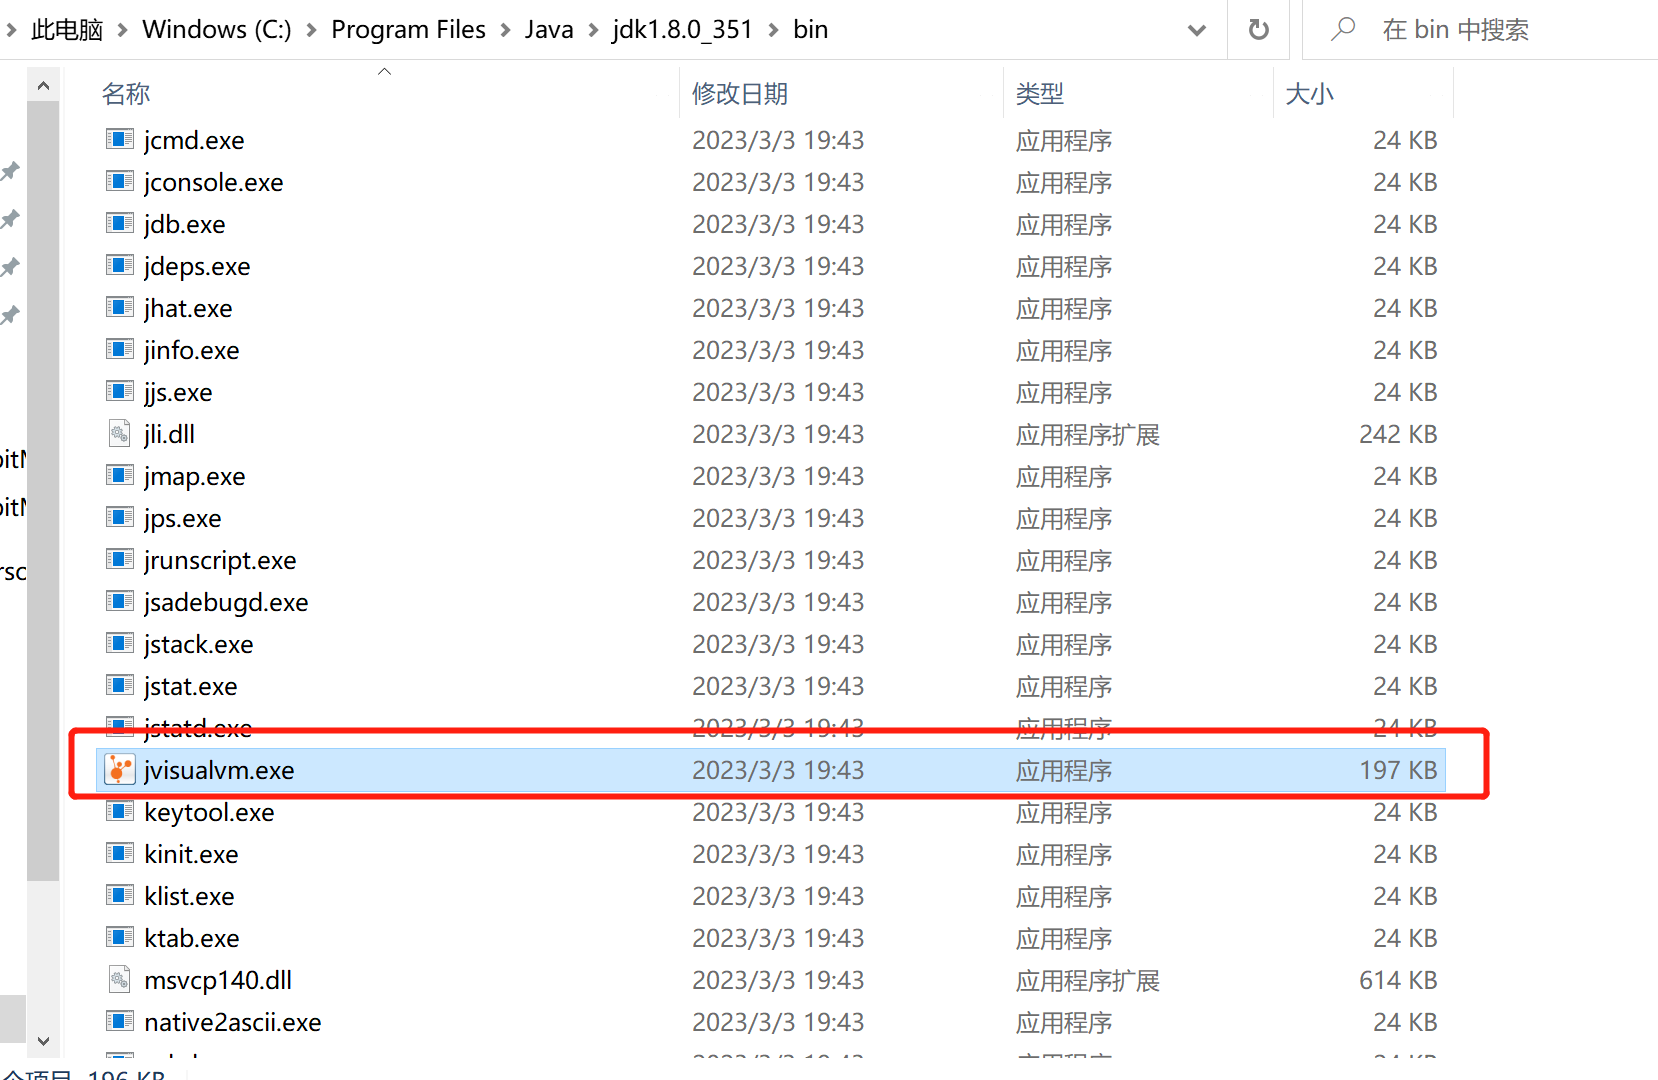 此电脑 > Windows (C:) > Program Files > Java > jdk1.8.0_351 > bin
在 bin 中搜索
名称 修改日期 类型 大小
jcmd.exe 2023/3/3 19:43 应用程序 24 KB
jconsole.exe 2023/3/3 19:43 应用程序 24 KB
jdb.exe 2023/3/3 19:43 应用程序 24 KB
jdeps.exe 2023/3/3 19:43 应用程序 24 KB
jhat.exe 2023/3/3 19:43 应用程序 24 KB
jinfo.exe 2023/3/3 19:43 应用程序 24 KB
jjs.exe 2023/3/3 19:43 应用程序 24 KB
jli.dll 2023/3/3 19:43 应用程序扩展 242 KB
jmap.exe 2023/3/3 19:43 应用程序 24 KB
jps.exe 2023/3/3 19:43 应用程序 24 KB
jrunscript.exe 2023/3/3 19:43 应用程序 24 KB
jsadebugd.exe 2023/3/3 19:43 应用程序 24 KB
jstack.exe 2023/3/3 19:43 应用程序 24 KB
jstat.exe 2023/3/3 19:43 应用程序 24 KB
jstatd.exe 2023/3/3 19:43 应用程序 24 KB
jvisualvm.exe 2023/3/3 19:43 应用程序 197 KB
keytool.exe 2023/3/3 19:43 应用程序 24 KB
kinit.exe 2023/3/3 19:43 应用程序 24 KB
klist.exe 2023/3/3 19:43 应用程序 24 KB
ktab.exe 2023/3/3 19:43 应用程序 24 KB
msvcp140.dll 2023/3/3 19:43 应用程序扩展 614 KB
native2ascii.exe 2023/3/3 19:43 应用程序 24 KB
个项目 196 KB